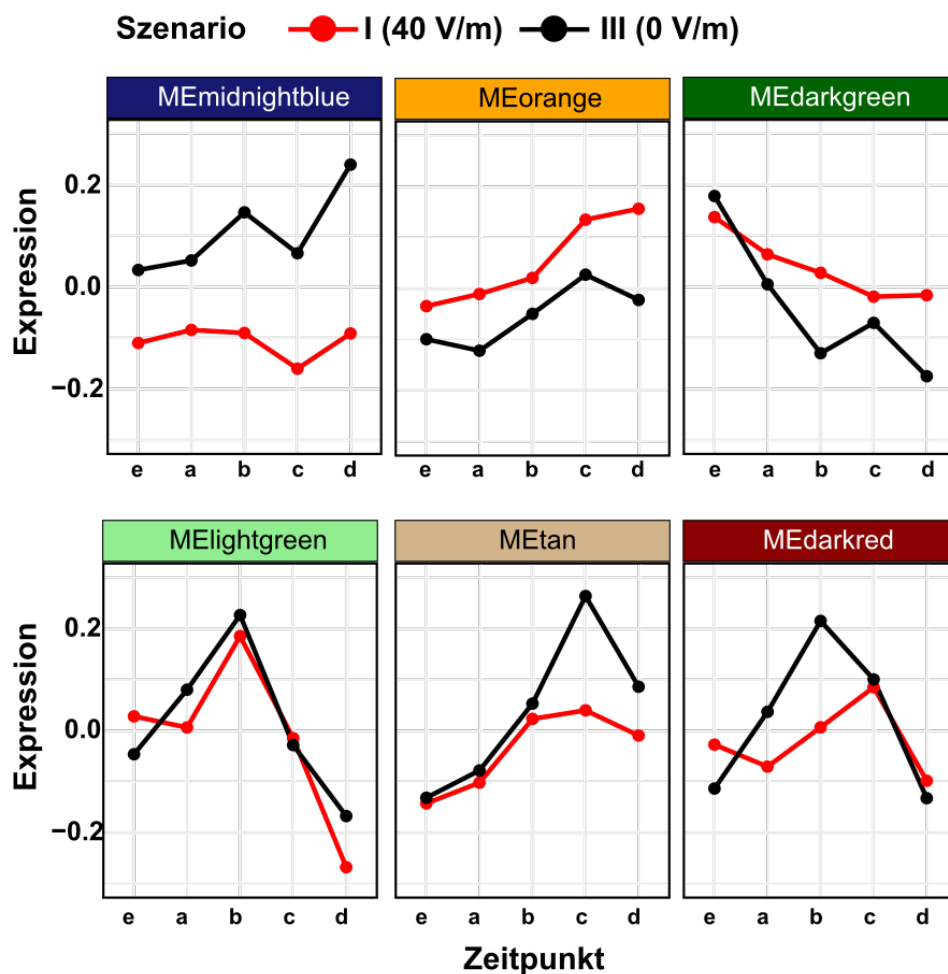 Szenario I (40 V/m) III (0 V/m)
MEmidnightblue MEorange MEdarkgreen
Expression
0.2
0.0
−0.2
e a b c d e a b c d e a b c d
MElightgreen MEtan MEdarkred
Expression
0.2
0.0
−0.2
e a b c d e a b c d e a b c d
Zeitpunkt